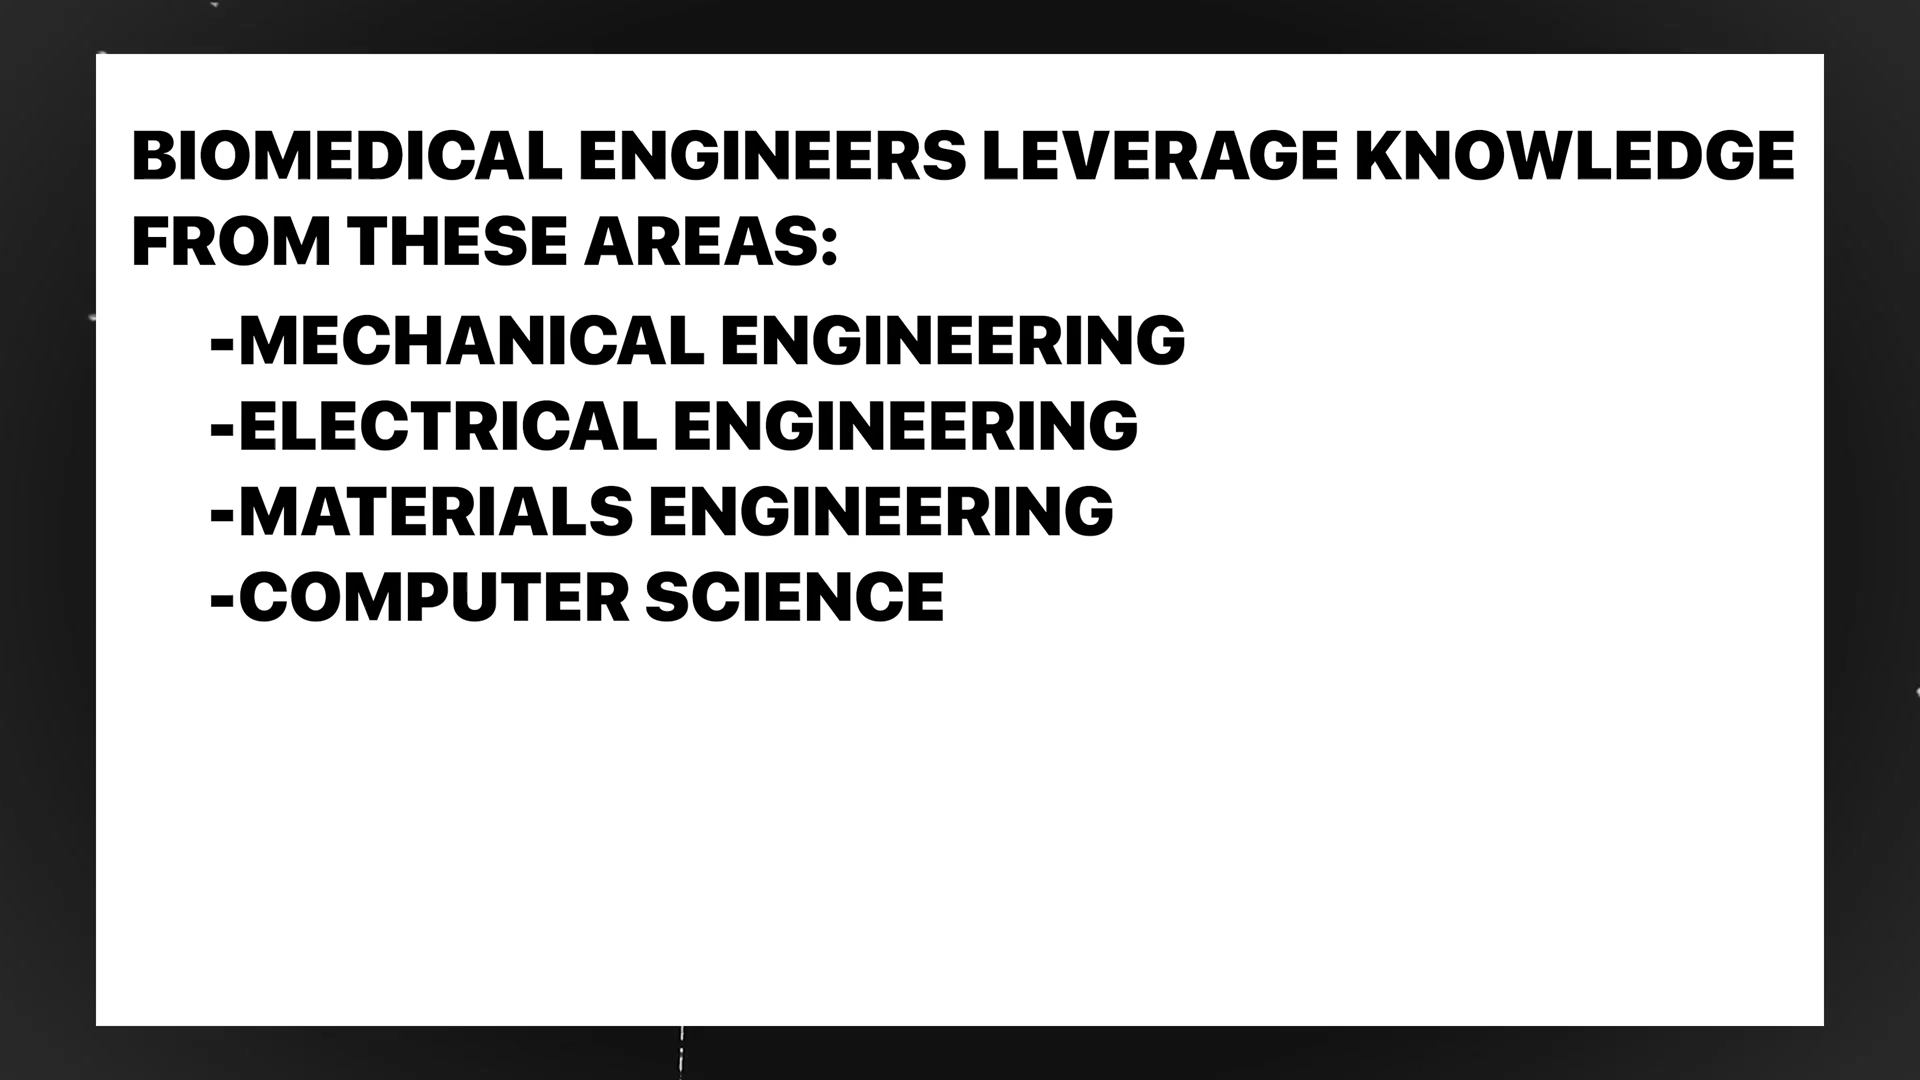 BIOMEDICAL ENGINEERS LEVERAGE KNOWLEDGE
FROM THESE AREAS:
-MECHANICAL ENGINEERING
-ELECTRICAL ENGINEERING
-MATERIALS ENGINEERING
-COMPUTER SCIENCE